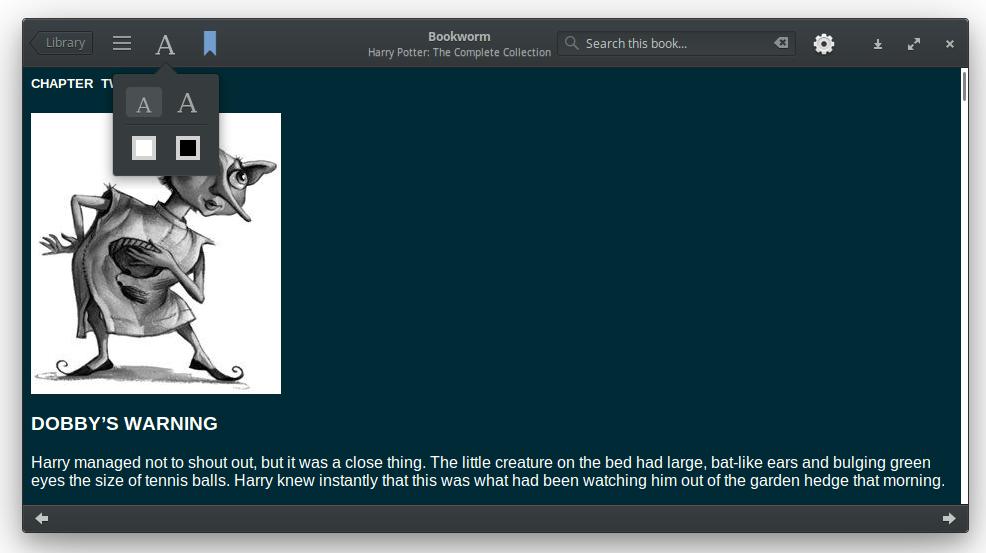 Library
A
Bookworm
Harry Potter: The Complete Collection
Search this book...
A A
CHAPTER
DOBBY’S WARNING
Harry managed not to shout out, but it was a close thing. The little creature on the bed had large, bat-like ears and bulging green
eyes the size of tennis balls. Harry knew instantly that this was what had been watching him out of the garden hedge that morning.